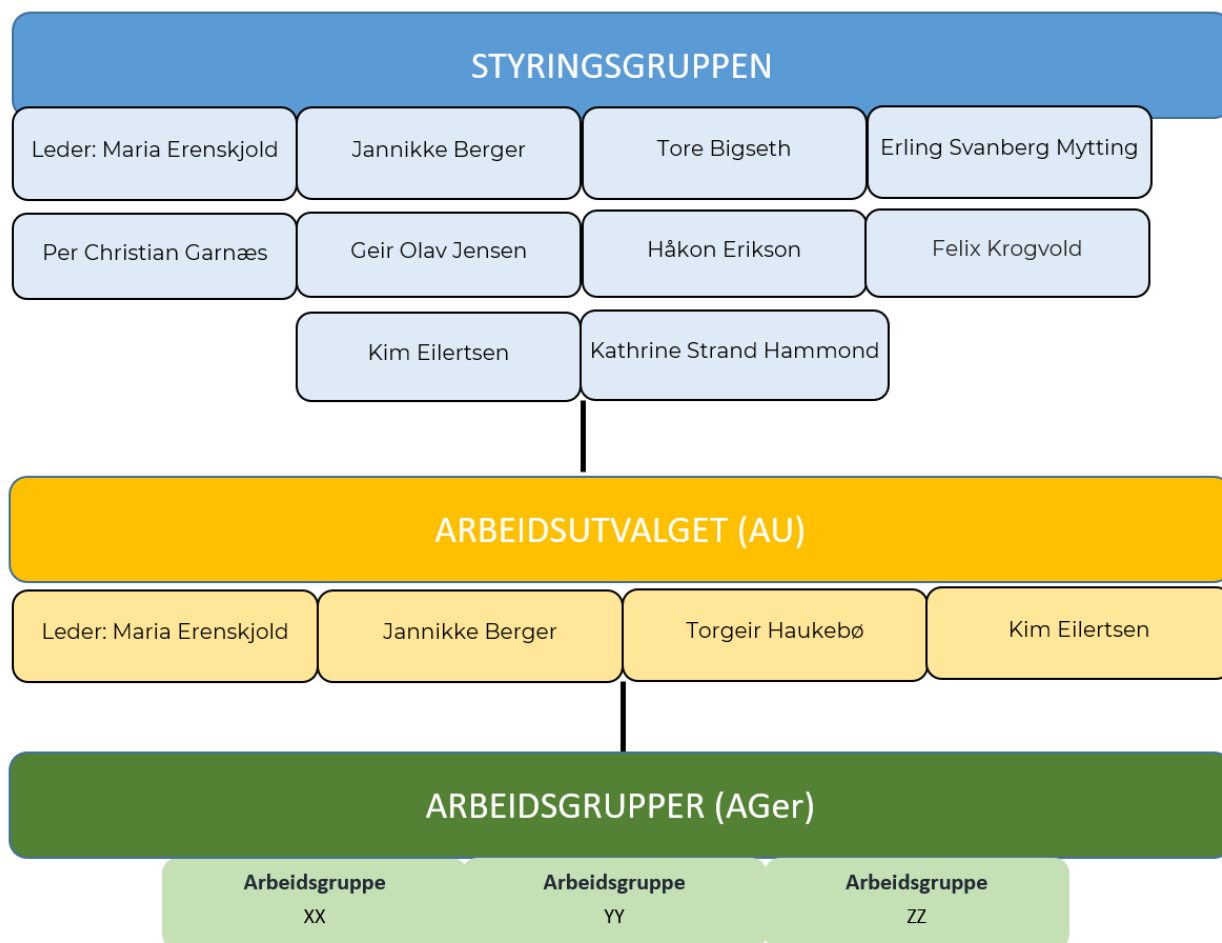 STYRINGSGRUPPEN
Leder: Maria Erenskjold
Jannikke Berger
Tore Bigseth
Erling Svanberg Mytting
Per Christian Garnæs
Geir Olav Jensen
Håkon Erikson
Felix Krogvold
Kim Eilertsen
Kathrine Strand Hammond
ARBEIDSUTVALGET (AU)
Leder: Maria Erenskjold
Jannikke Berger
Torgeir Haukebø
Kim Eilertsen
ARBEIDSGRUPPER (AGer)
Arbeidsgruppe
XX
Arbeidsgruppe
YY
Arbeidsgruppe
ZZ